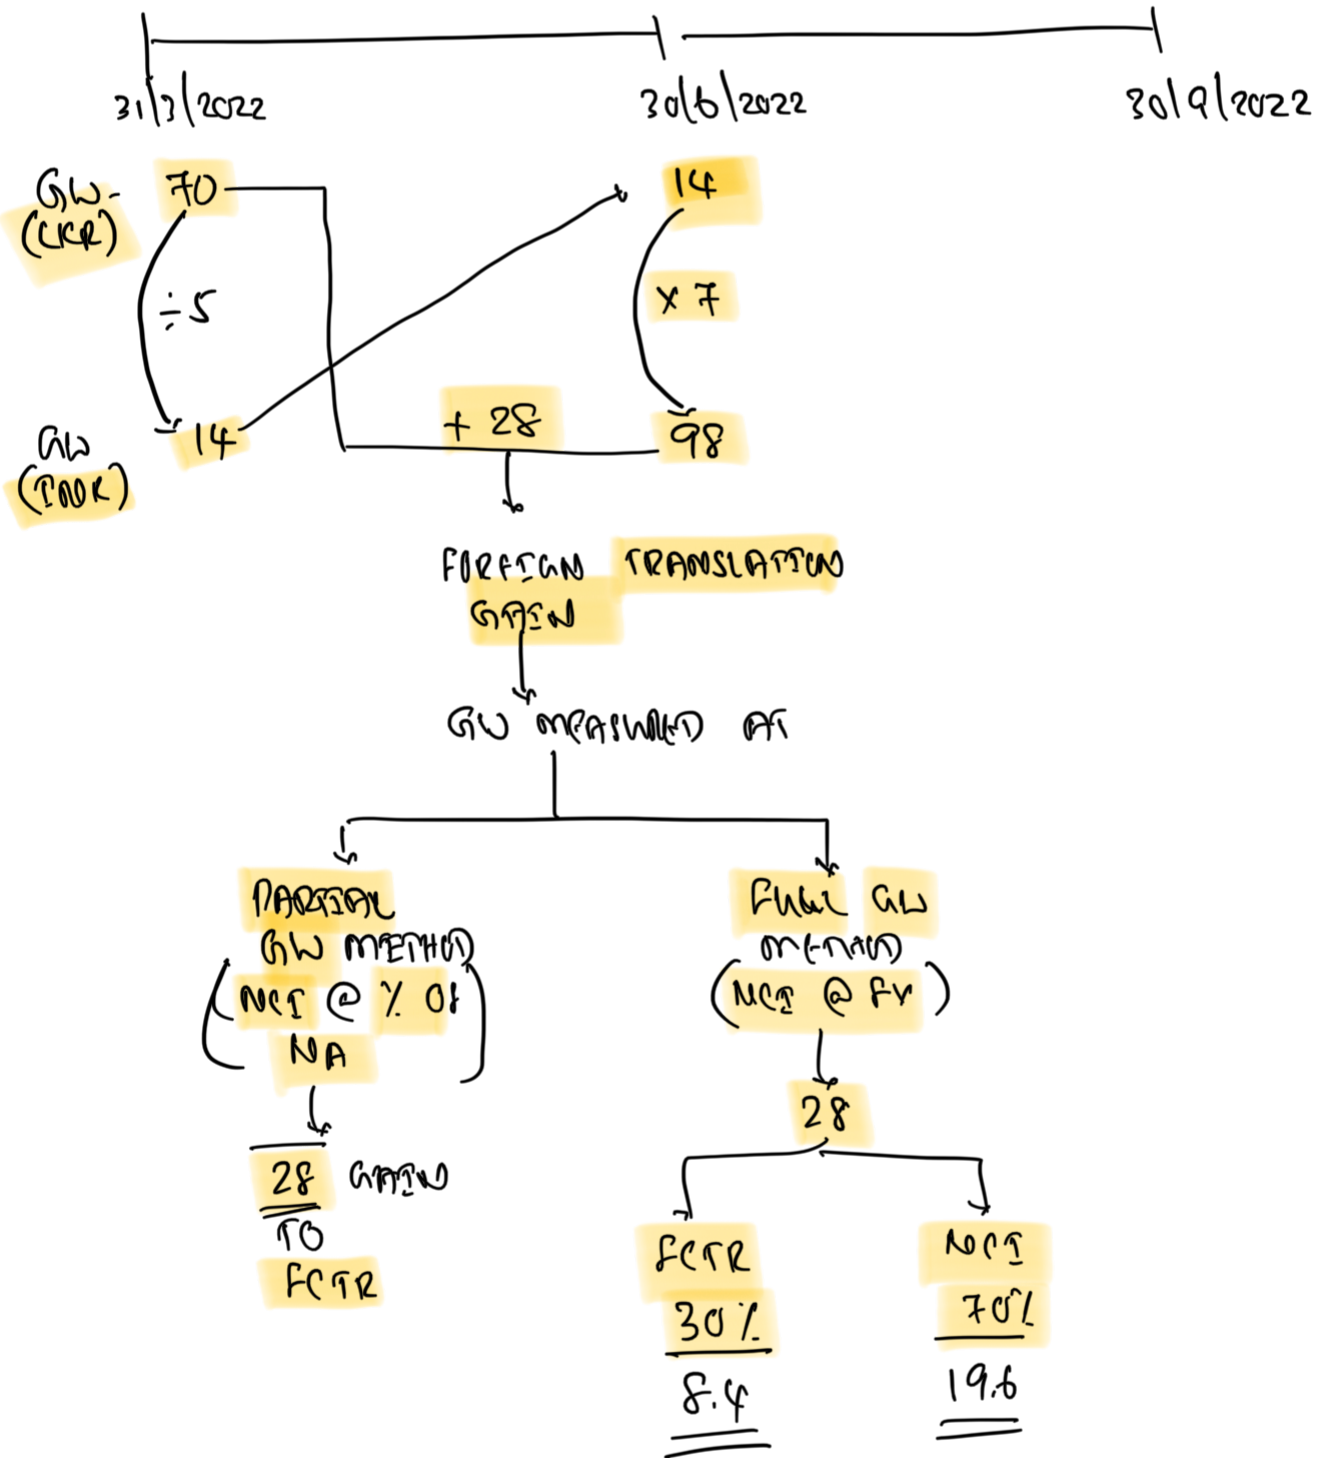 31/3/2022
30/6/2022
30/9/2022
GW- 70
(LKR)
14
÷5
x 7
GW 14
(INR)
+ 28
98
FOREIGN TRANSLATION
GAIN
GW MEASURED AT
PARTIAL
GW METHOD
(NCI @ % OF
NA)
28 GAIN
TO
FCTR
FULL GW
METHOD
(NCI @ FV)
28
FCTR
30%
8.4
NCI
70%
19.6